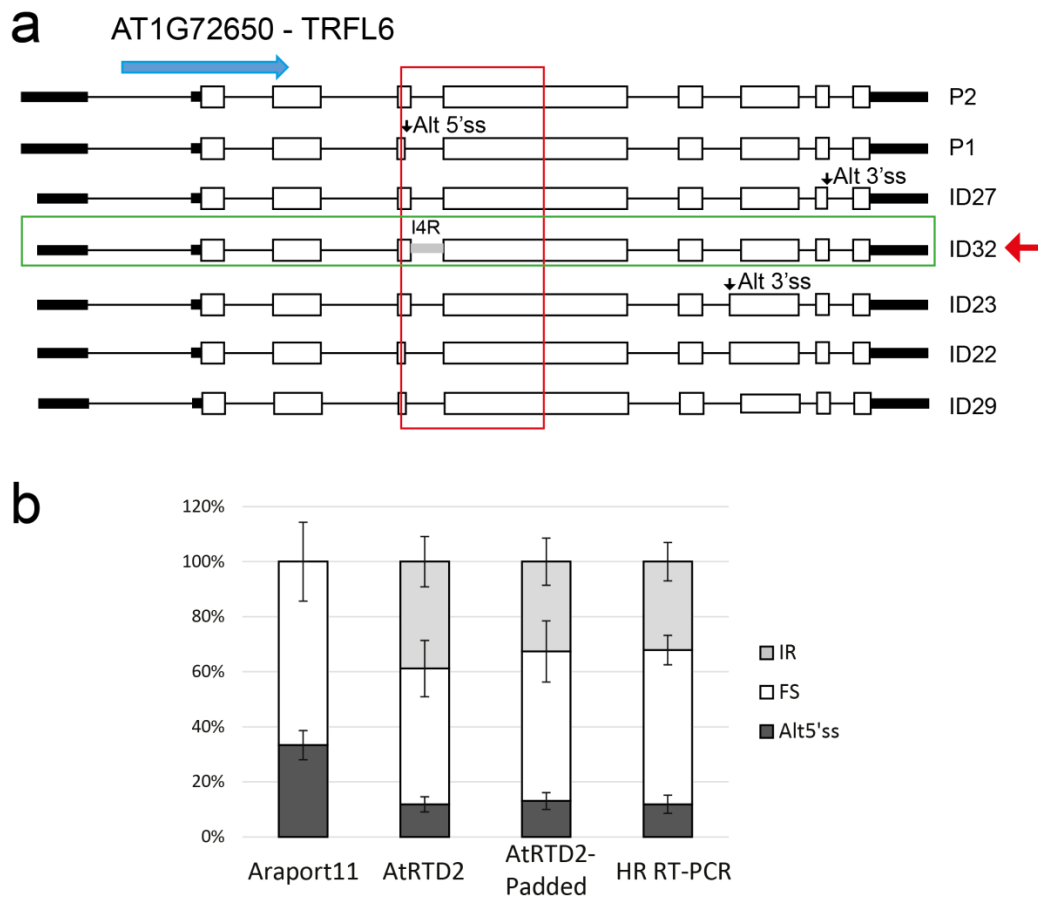 a
AT1G72650 - TRFL6
P2
Alt 5'ss
P1
Alt 3'ss
ID27
I4R
ID32
Alt 3'ss
ID23
ID22
ID29
b
120%
100%
80%
60%
40%
20%
0%
IR
FS
Alt5'ss
Araport11
AtRTD2
AtRTD2-
Padded
HR RT-PCR